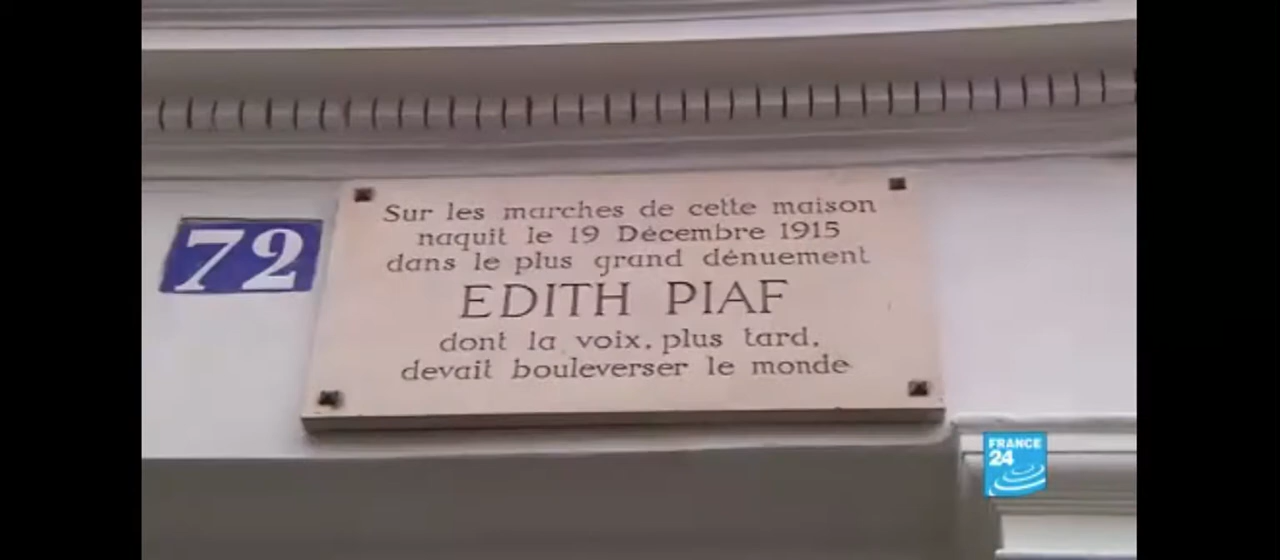 72
Sur les marches de cette maison
naquit le 19 Décembre 1915
dans le plus grand dénuement
EDITH PIAF
dont la voix, plus tard,
devait bouleverser le monde
FRANCE
24